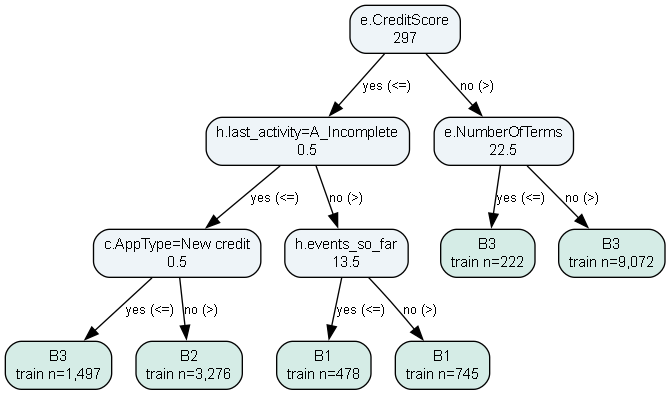 e.CreditScore
297
yes (<=)
no (>)
h.last_activity=A_Incomplete
0.5
e.NumberOfTerms
22.5
yes (<=)
no (>)
yes (<=)
no (>)
c.AppType=New credit
0.5
h.events_so_far
13.5
B3
train n=222
B3
train n=9,072
yes (<=)
no (>)
yes (<=)
no (>)
B3
train n=1,497
B2
train n=3,276
B1
train n=478
B1
train n=745